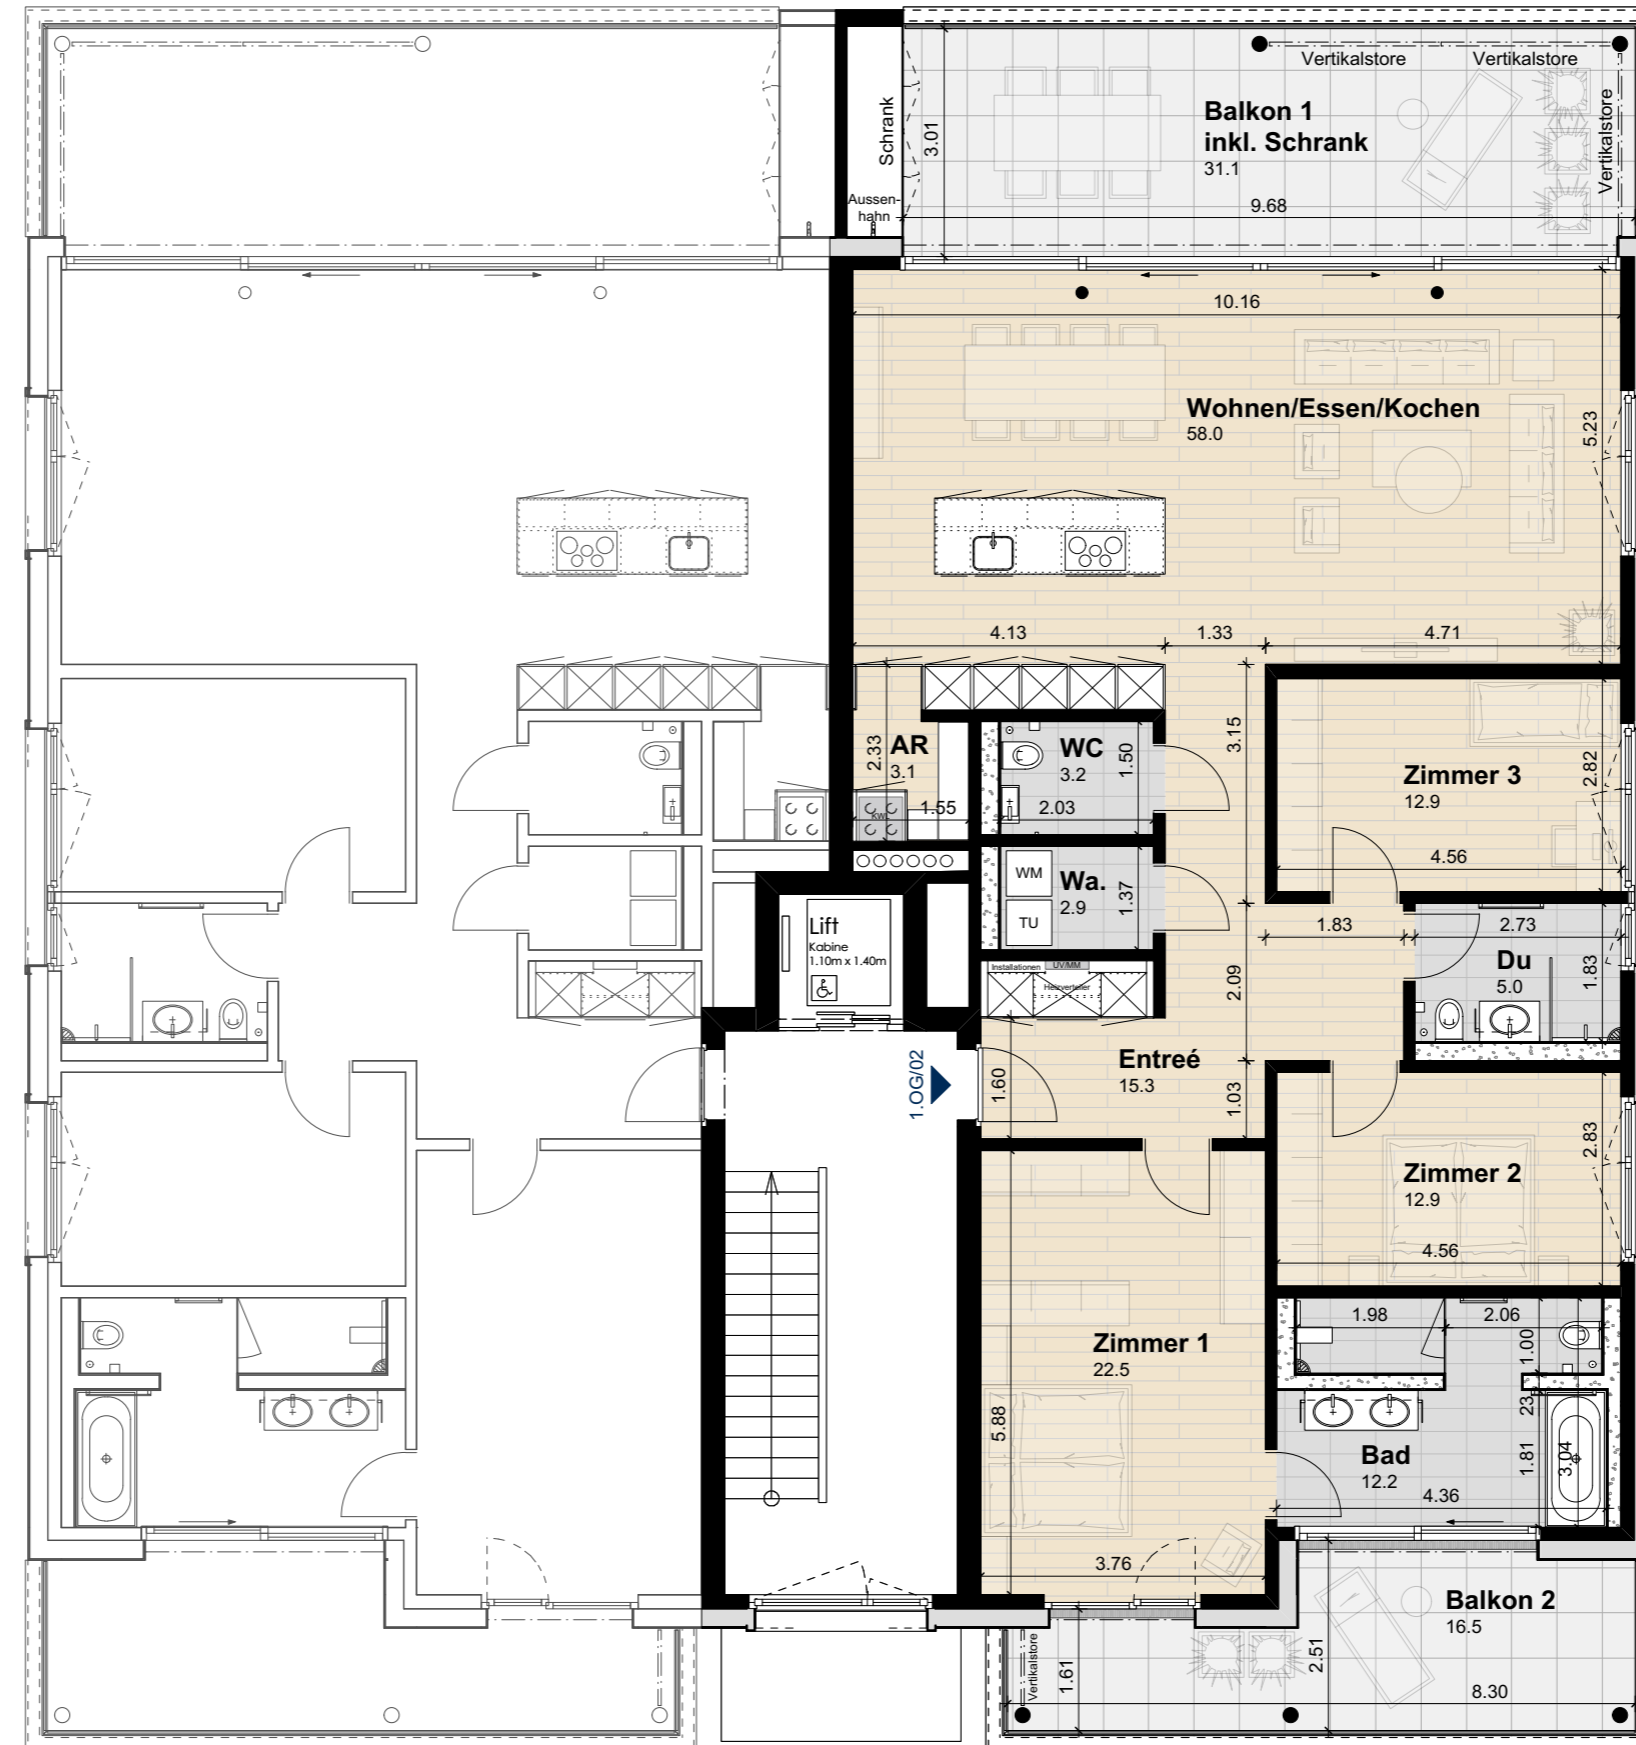 Vertikalstore
Vertikalstore
Vertikalstore
Schrank
3.01
Balkon 1
inkl. Schrank
31.1
Aussen-
hahn
9.68
10.16
Wohnen/Essen/Kochen
58.0
5.23
4.13
1.33
4.71
2.33
AR
3.1
1.55
WC
3.2
1.50
2.03
3.15
Zimmer 3
12.9
2.82
4.56
WM
TU
Wa.
2.9
1.37
Lift
Kabine
1.10m x 1.40m
Installationen
UV/MM
Heizverteiler
1.83
2.73
Du
5.0
1.83
2.09
1.OG/02
1.60
Entreé
15.3
1.03
Zimmer 2
12.9
2.83
4.56
Zimmer 1
22.5
5.88
3.76
1.98
2.06
1.00
23
1.81
3.04
Bad
12.2
4.36
Balkon 2
16.5
Vertikalstore
1.61
2.51
8.30